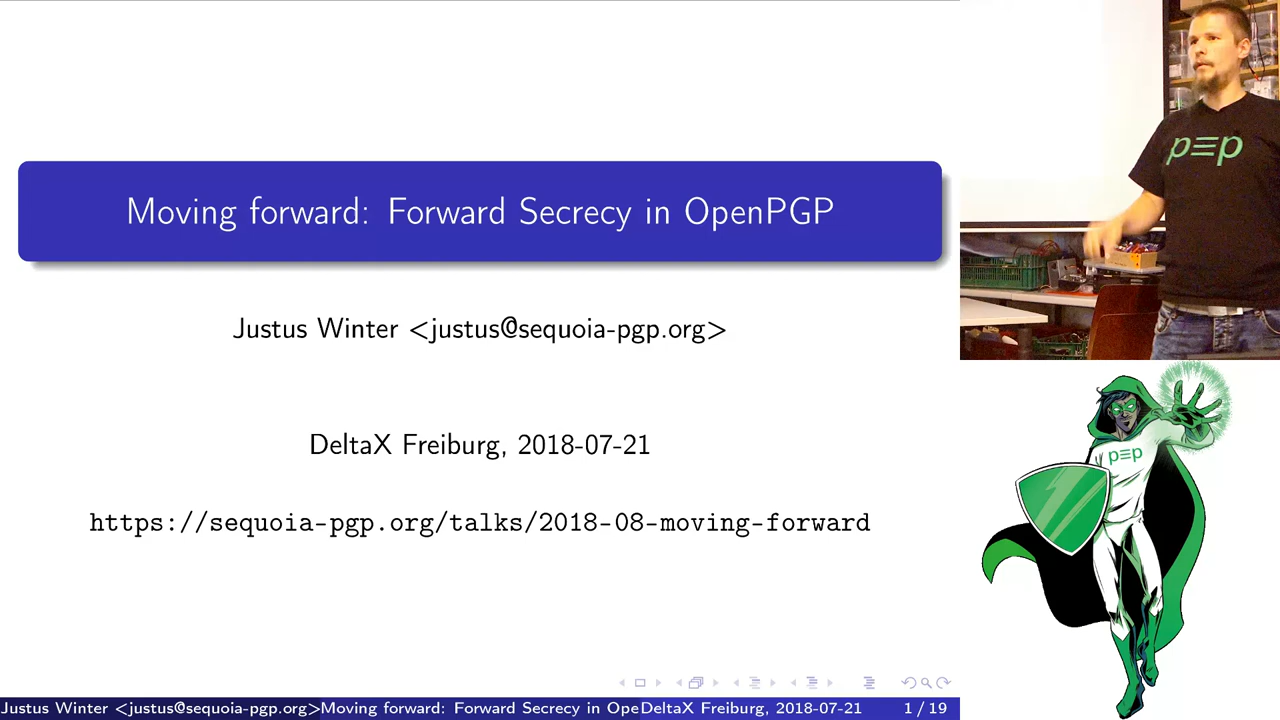 Moving forward: Forward Secrecy in OpenPGP
Justus Winter <justus@sequoia-pgp.org>
DeltaX Freiburg, 2018-07-21
https://sequoia-pgp.org/talks/2018-08-moving-forward
Justus Winter <justus@sequoia-pgp.org>
Moving forward: Forward Secrecy in Ope
DeltaX Freiburg, 2018-07-21
1 / 19
p≡p
p≡p